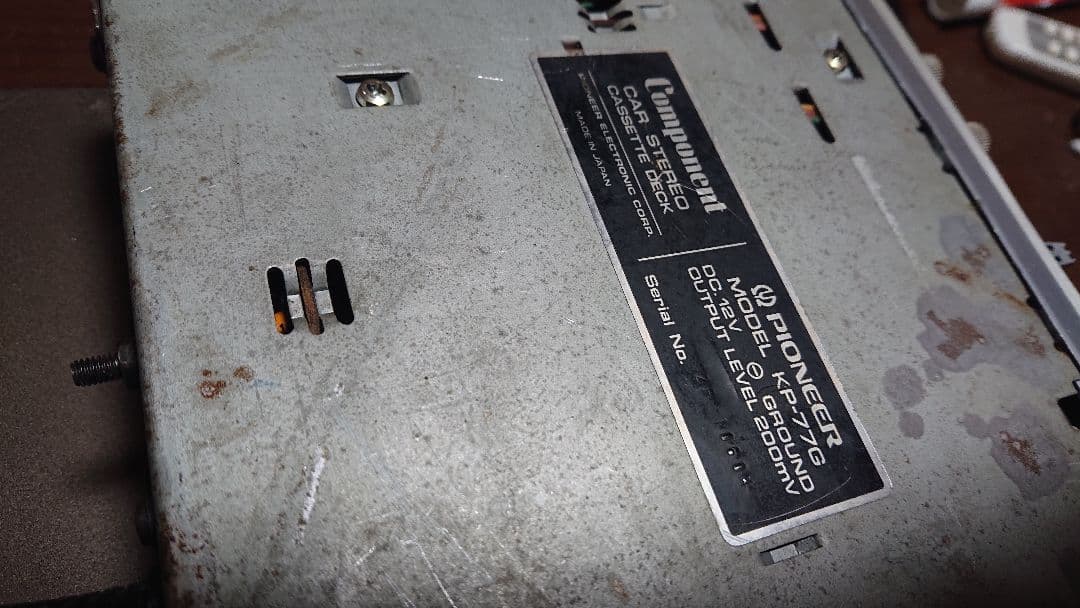 Component
CAR STEREO
CASSETTE DECK
PIONEER ELECTRONIC CORP.
MADE IN JAPAN
PIONEER
MODEL KP-77G
DC. 12V ⊖ GROUND
OUTPUT LEVEL 200mV
Serial No.